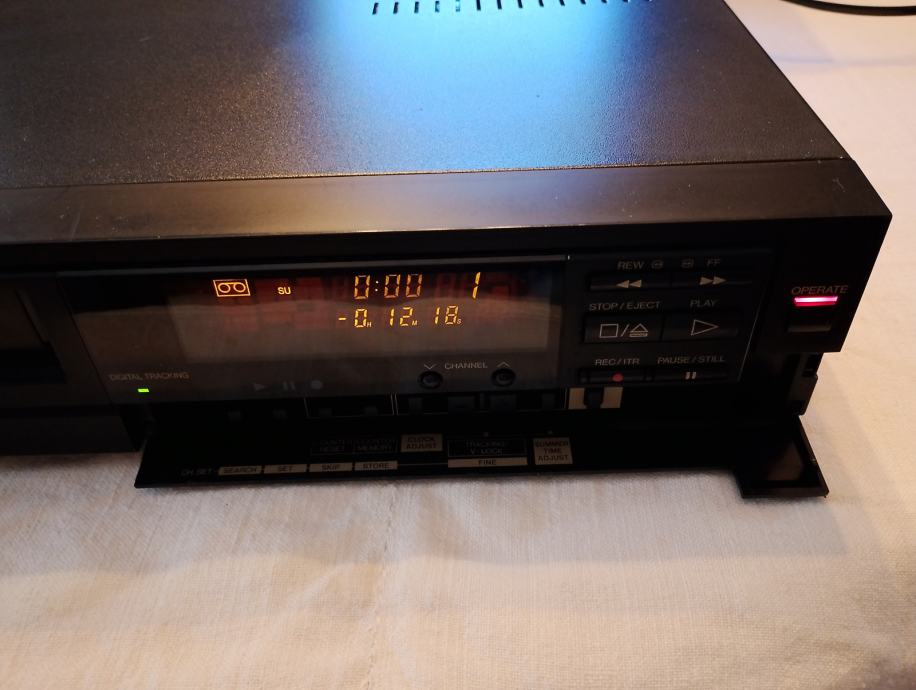 SU 0:00 1
-0H 12M 18S
REW FF
OPERATE
STOP/EJECT PLAY
CHANNEL
REC/ITR PAUSE/STILL
DIGITAL TRACKING
COUNTER RESET
COUNTER MEMORY
CLOCK ADJUST
TRACKING/ V-LOCK
SUMMER TIME ADJUST
CH SET SEARCH SET SKIP STORE FINE